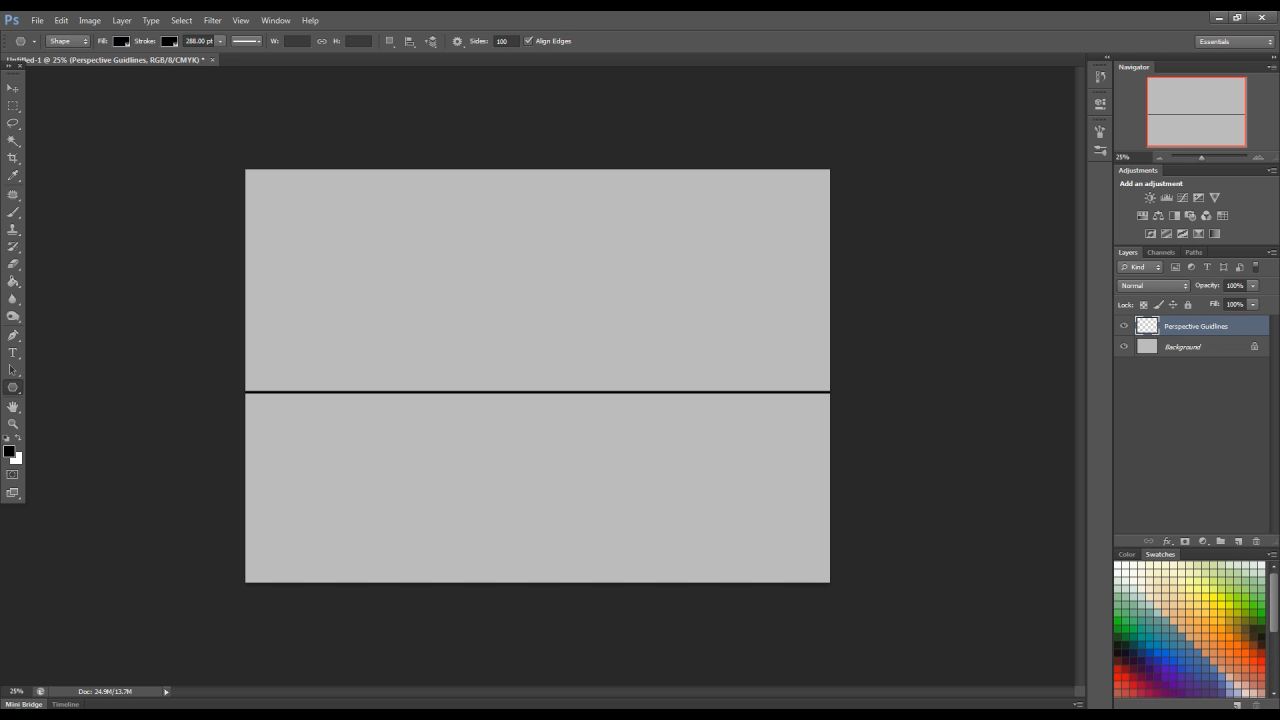 Ps File Edit Image Layer Type Select Filter View Window Help
Shape Fill: Stroke: 288.00 pt W: H: Sides: 100 Align Edges Essentials
Untitled-1 @ 25% (Perspective Guidlines, RGB/8/CMYK) *
Navigator
25%
Adjustments
Add an adjustment
Layers Channels Paths
Kind
Normal Opacity: 100%
Lock: Fill: 100%
Perspective Guidlines
Background
Color Swatches
25% Doc: 24.9M/13.7M
Mini Bridge Timeline